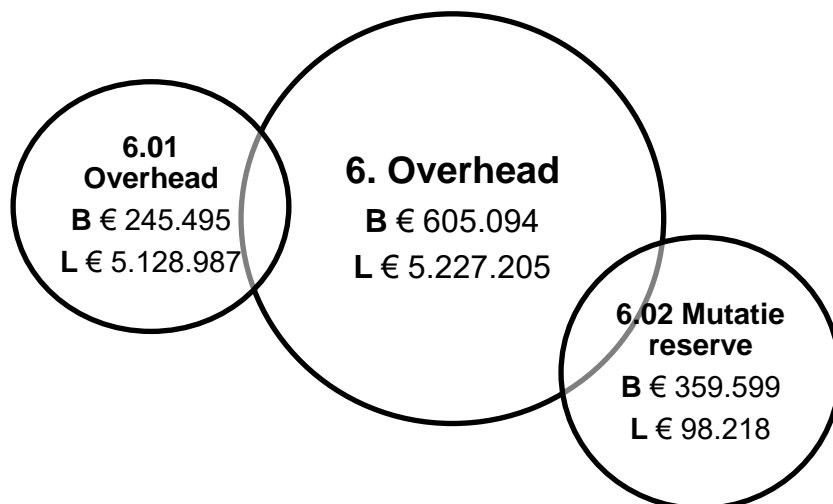 6.01
Overhead
B € 245.495
L € 5.128.987
6. Overhead
B € 605.094
L € 5.227.205
6.02 Mutatie
reserve
B € 359.599
L € 98.218